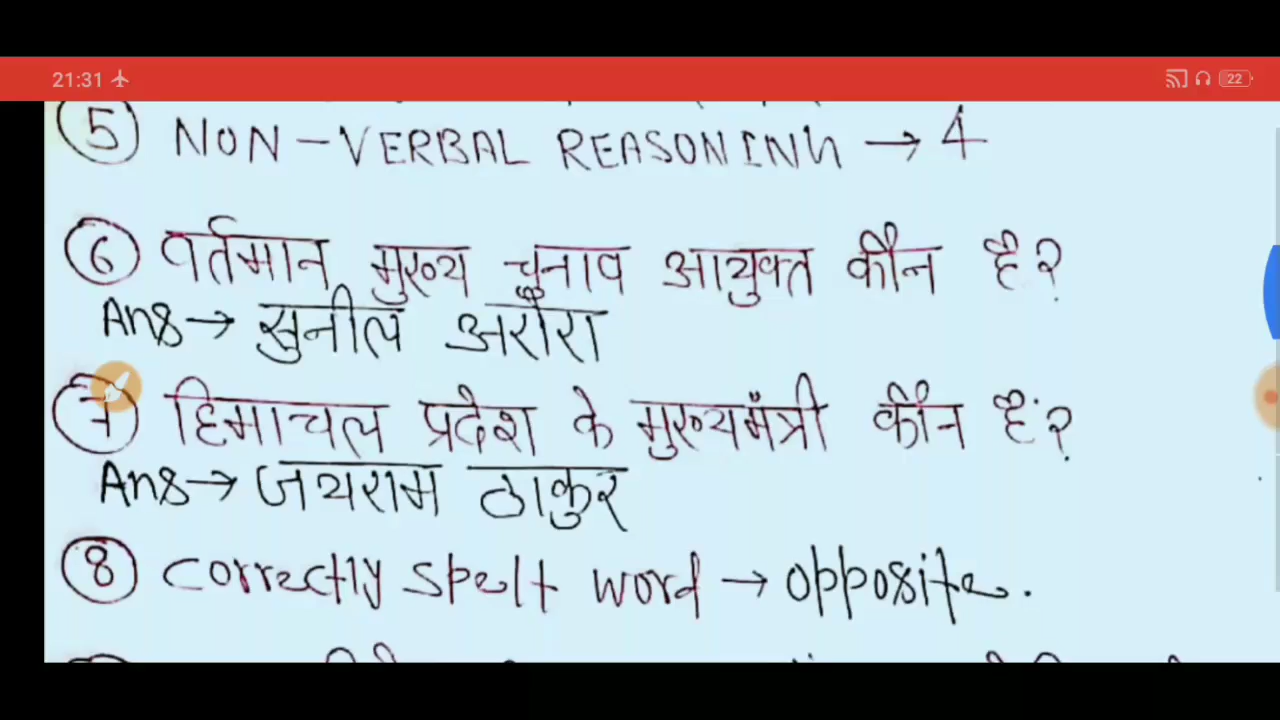 21:31
22
5 NON-VERBAL REASONING → 4
6 वर्तमान मुख्य चुनाव आयुक्त कौन है?
Ans → सुनील अरोरा
7 हिमाचल प्रदेश के मुख्यमंत्री कौन हैं?
Ans → जयराम ठाकुर
8 correctly spelt word → opposite.